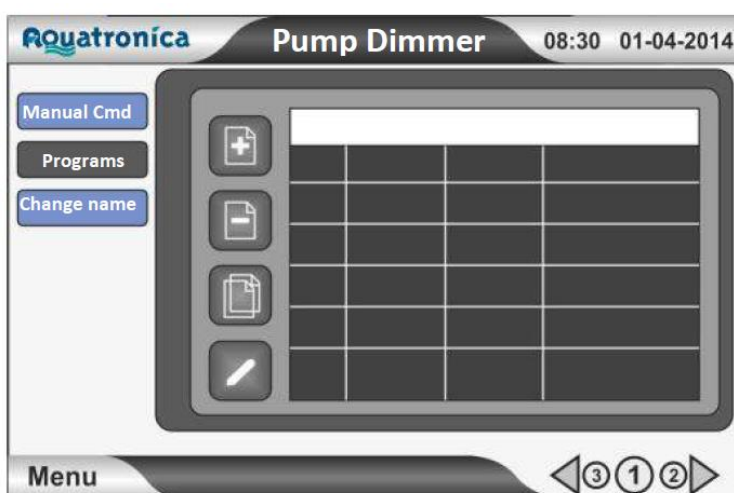 Aquatronica Pump Dimmer 08:30 01-04-2014
Manual Cmd
Programs
Change name
Menu 3 1 2